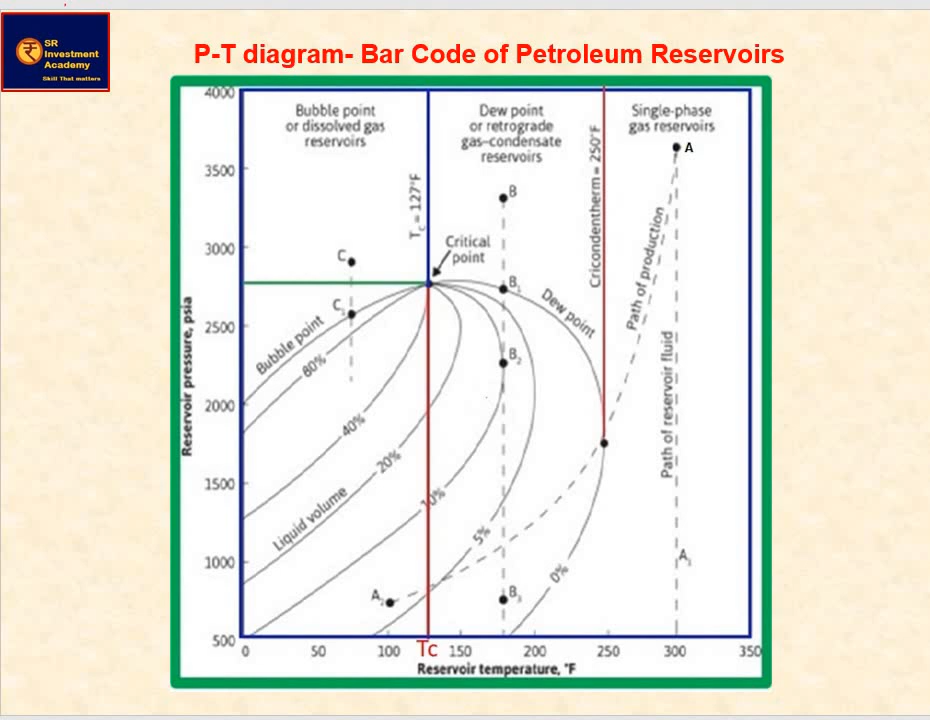 SR
Investment
Academy
Skill That matters
P-T diagram- Bar Code of Petroleum Reservoirs
Bubble point
or dissolved gas
reservoirs
Dew point
or retrograde
gas-condensate
reservoirs
Single-phase
gas reservoirs
4000
3500
3000
2500
2000
1500
1000
500
Reservoir pressure, psia
Tc = 127°F
Cricondentherm = 250°F
Critical
point
A
B
C
B1
C1
B2
Dew point
Bubble point
80%
40%
20%
10%
5%
0%
Liquid volume
Path of production
Path of reservoir fluid
A1
A2
B3
0
50
100
Tc
150
200
250
300
350
Reservoir temperature, °F